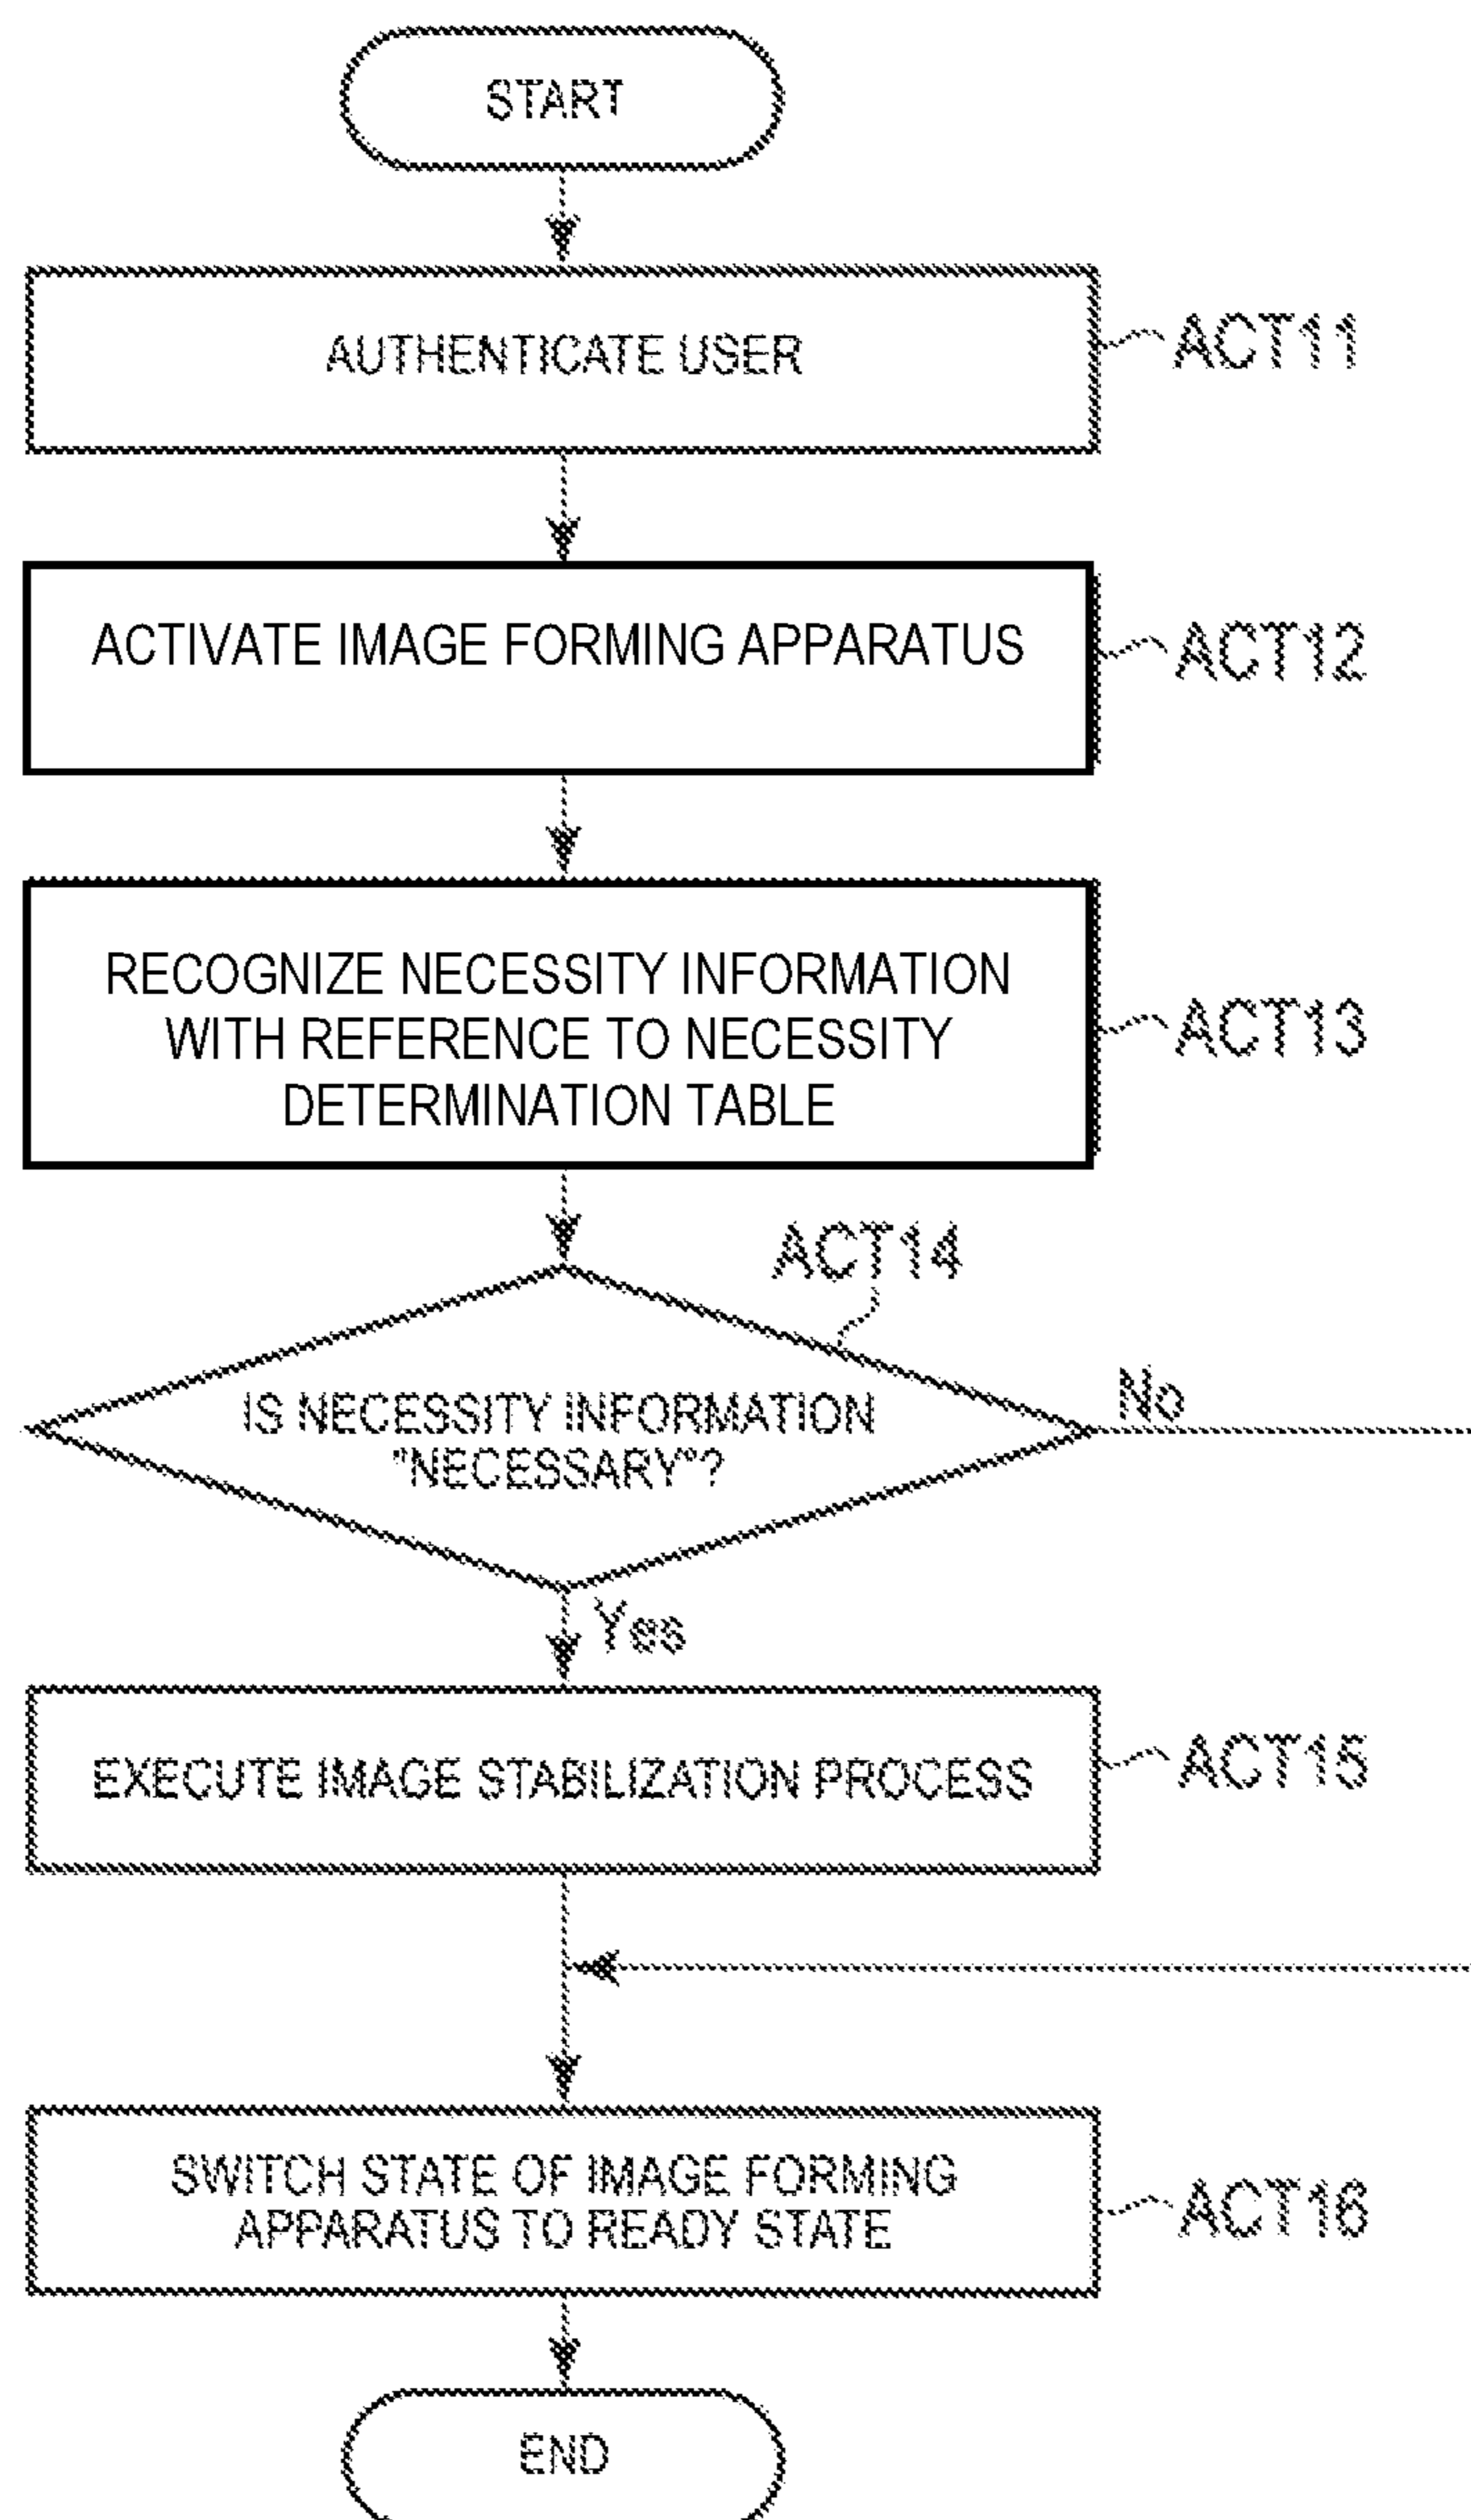 START
AUTHENTICATE USER
ACT11
ACTIVATE IMAGE FORMING APPARATUS
ACT12
RECOGNIZE NECESSITY INFORMATION
WITH REFERENCE TO NECESSITY
DETERMINATION TABLE
ACT13
ACT14
IS NECESSITY INFORMATION
"NECESSARY"?
No
Yes
EXECUTE IMAGE STABILIZATION PROCESS
ACT15
SWITCH STATE OF IMAGE FORMING
APPARATUS TO READY STATE
ACT16
END